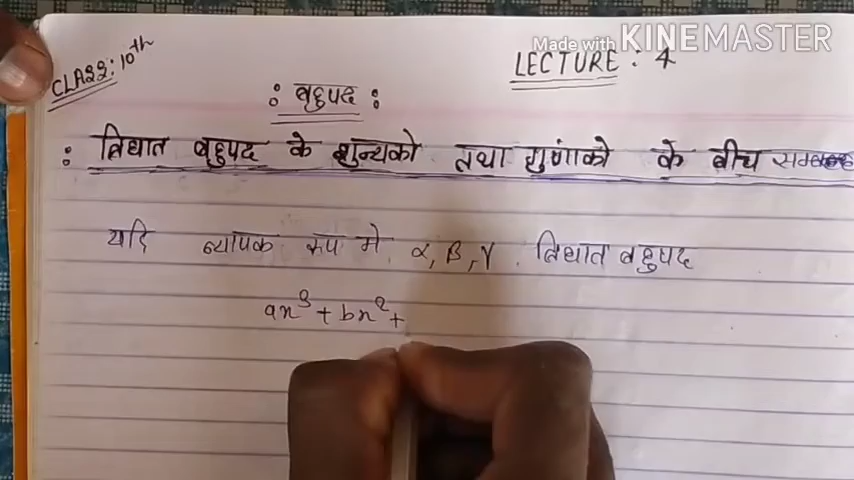 Made with KINEMASTER
CLASS: 10th
LECTURE : 4
: बहुपद :
: त्रिघात बहुपद के शुन्यको तथा गुणांको के बीच
यदि व्यापक रूप मे α, β, γ . त्रिघात बहुपद
ax³ + bx² +